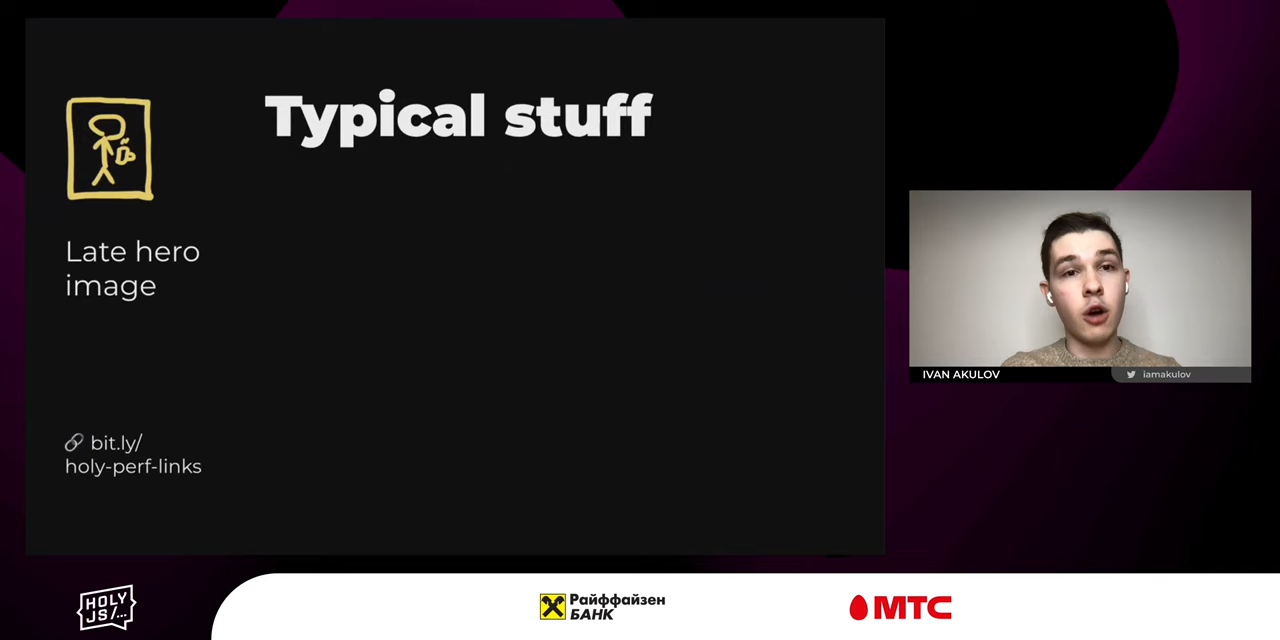 Typical stuff
Late hero
image
bit.ly/
holy-perf-links
IVAN AKULOV
iamakulov
HOLY
JS/...
Райффайзен
БАНК
МТС